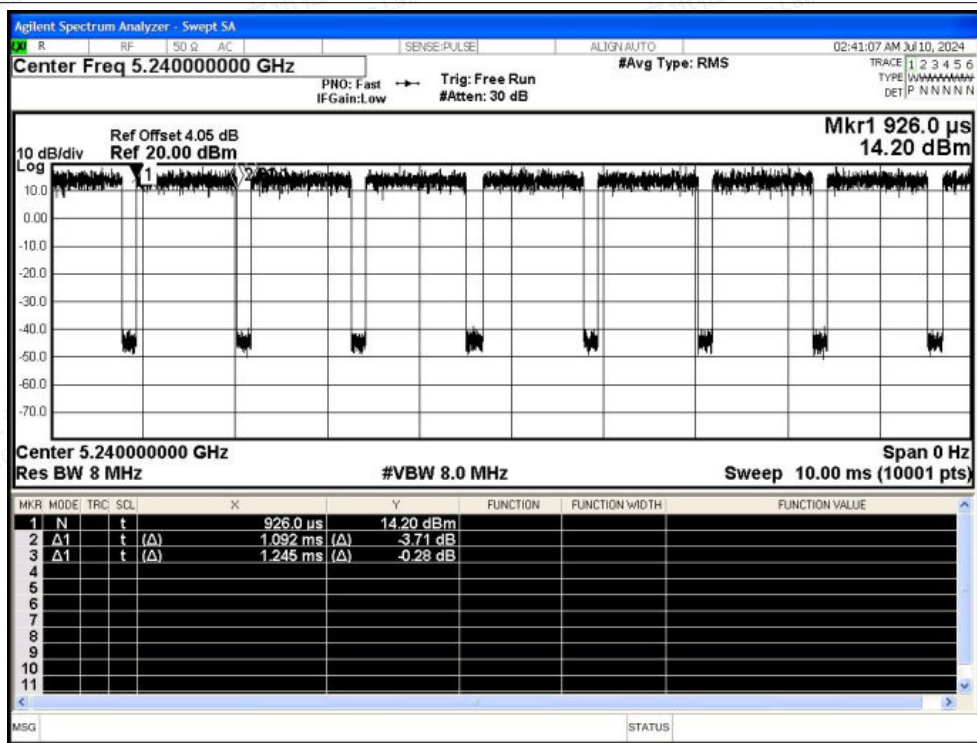 Agilent Spectrum Analyzer - Swept SA
LXI R RF 50 Ω AC SENSE:PULSE ALIGN AUTO 02:41:07 AM Jul 10, 2024
Center Freq 5.240000000 GHz #Avg Type: RMS TRACE 1 2 3 4 5 6
PNO: Fast Trig: Free Run TYPE
IFGain:Low #Atten: 30 dB DET P N N N N N
Ref Offset 4.05 dB Mkr1 926.0 µs
10 dB/div Ref 20.00 dBm 14.20 dBm
Log
1
10.0
0.00
-10.0
-20.0
-30.0
-40.0
-50.0
-60.0
-70.0
Center 5.240000000 GHz Span 0 Hz
Res BW 8 MHz #VBW 8.0 MHz Sweep 10.00 ms (10001 pts)
MKR MODE TRC SCL X Y FUNCTION FUNCTION WIDTH FUNCTION VALUE
1 N t 926.0 µs 14.20 dBm
2 Δ1 t (Δ) 1.092 ms (Δ) -3.71 dB
3 Δ1 t (Δ) 1.245 ms (Δ) -0.28 dB
4
5
6
7
8
9
10
11
MSG STATUS